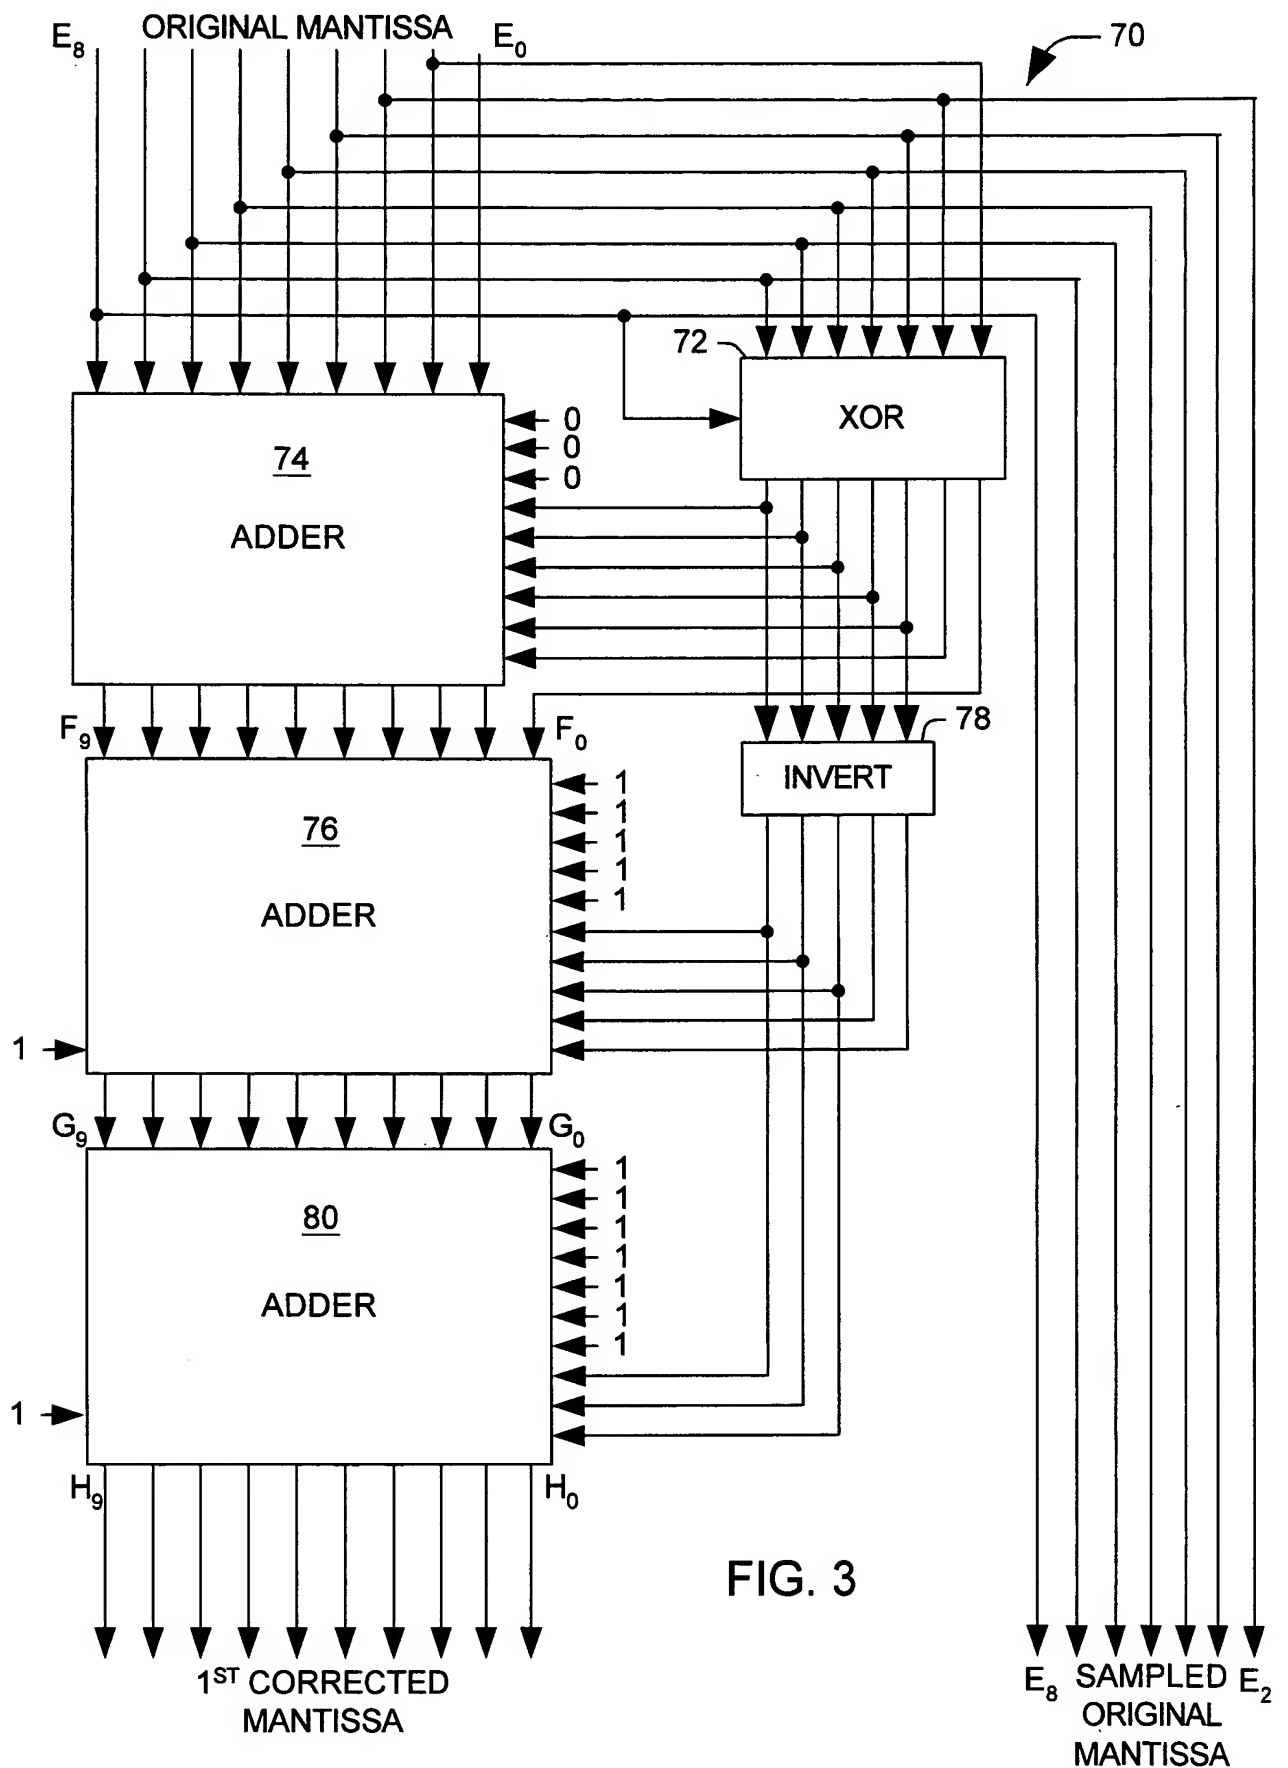 E8 ORIGINAL MANTISSA E0
70
72
XOR
0
0
0
74
ADDER
F9 F0
78
INVERT
1
1
1
1
1
76
ADDER
1
G9 G0
1
1
1
1
1
1
1
80
ADDER
1
H9 H0
FIG. 3
1ST CORRECTED
MANTISSA
E8 SAMPLED E2
ORIGINAL
MANTISSA